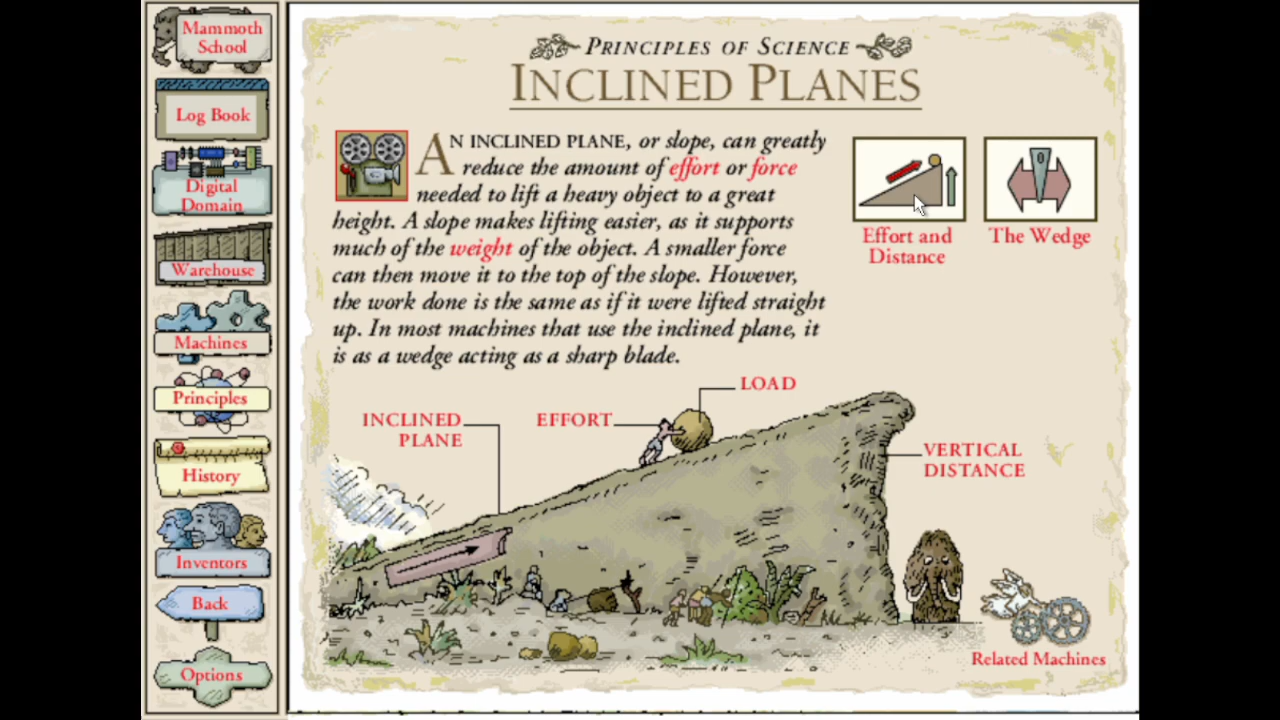 Mammoth
School
Log Book
Digital
Domain
Warehouse
Machines
Principles
History
Inventors
Back
Options
PRINCIPLES OF SCIENCE
INCLINED PLANES
AN INCLINED PLANE, or slope, can greatly
reduce the amount of effort or force
needed to lift a heavy object to a great
height. A slope makes lifting easier, as it supports
much of the weight of the object. A smaller force
can then move it to the top of the slope. However,
the work done is the same as if it were lifted straight
up. In most machines that use the inclined plane, it
is as a wedge acting as a sharp blade.
Effort and
Distance
The Wedge
LOAD
INCLINED
PLANE
EFFORT
VERTICAL
DISTANCE
Related Machines